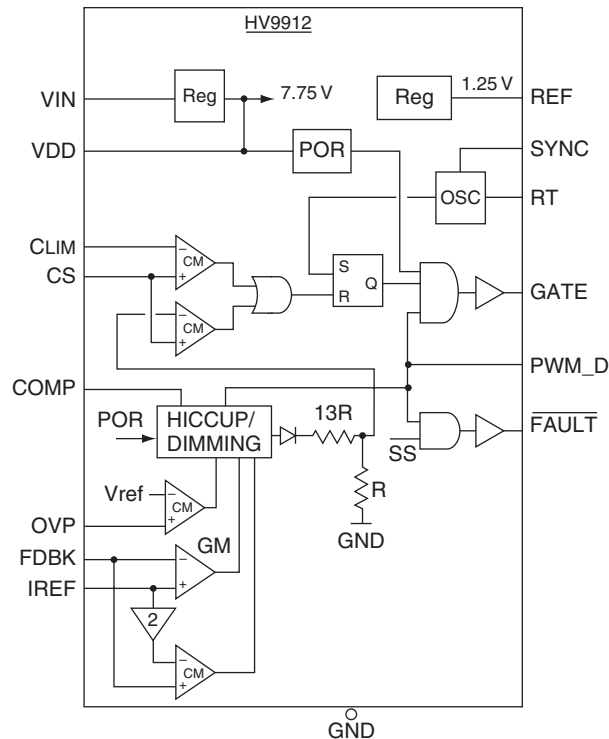 HV9912
VIN
Reg
7.75 V
Reg
1.25 V
REF
VDD
POR
SYNC
OSC
RT
CLIM
−
CM
CS
+
S
Q
R
GATE
−
CM
+
PWM_D
COMP
POR
HICCUP/
DIMMING
13R
SS
FAULT
R
GND
Vref
−
CM
+
OVP
FDBK
−
GM
IREF
+
2
−
CM
+
GND